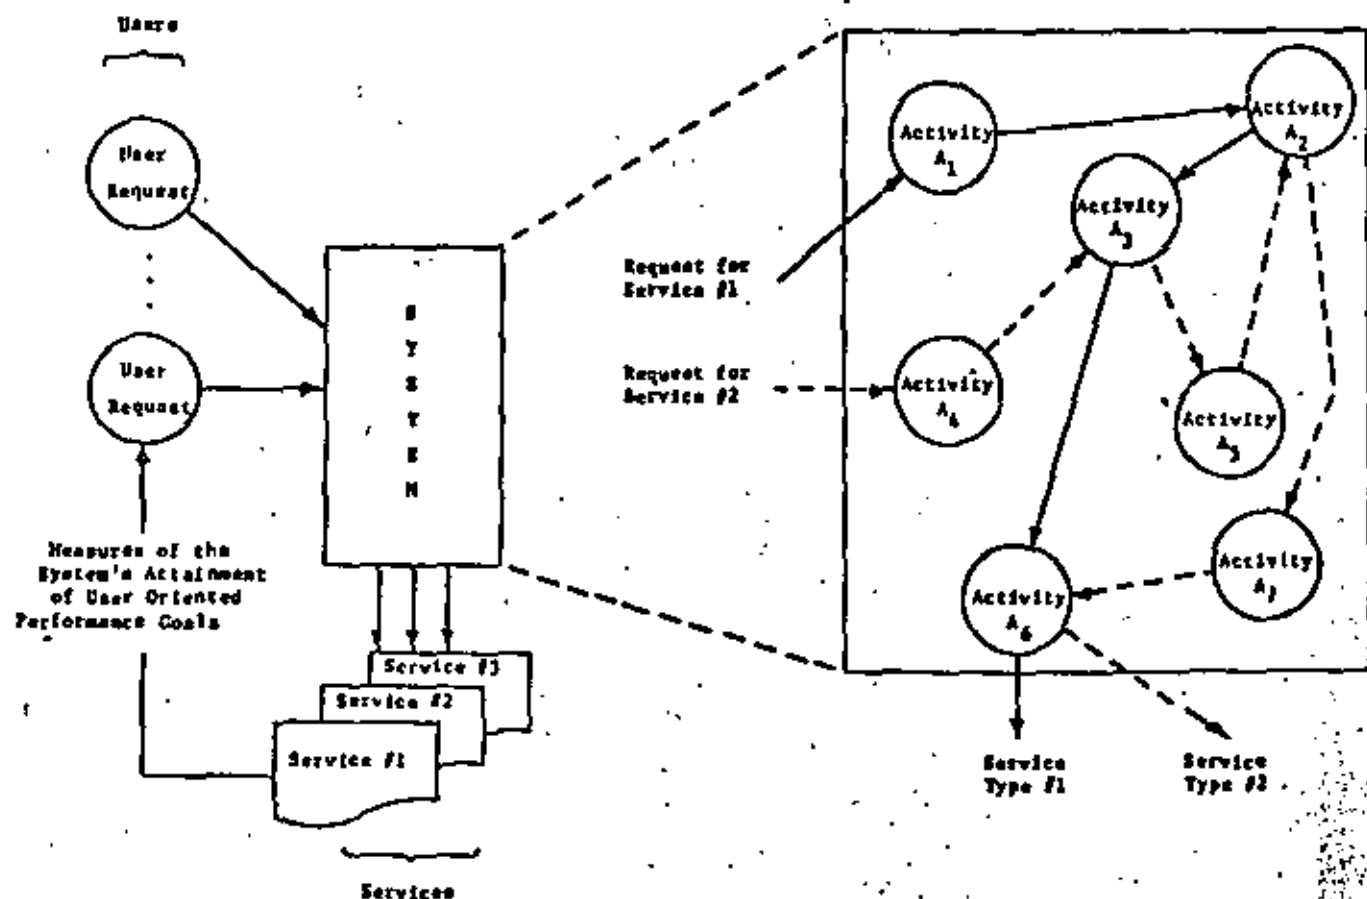 Users
User
Request
User
Request
SYSTEM
Measures of the
System's Attainment
of User Oriented
Performance Goals
Service #3
Service #2
Service #1
Services
Request for
Service #1
Request for
Service #2
Activity
A1
Activity
A2
Activity
A3
Activity
A4
Activity
A5
Activity
A7
Activity
A6
Service
Type #1
Service
Type #2